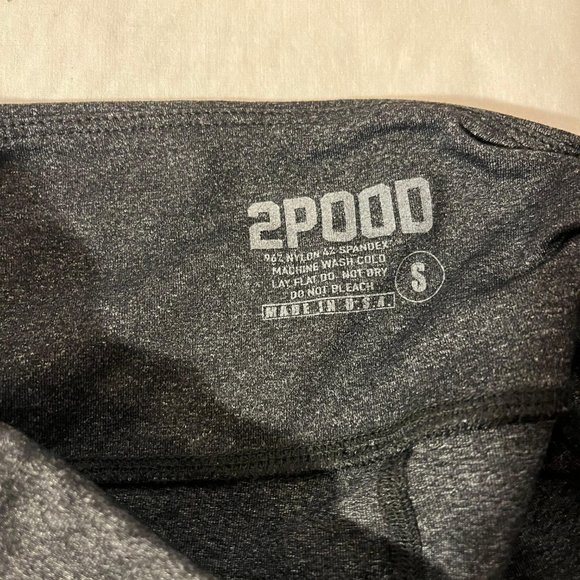 2POOD
96% NYLON 4% SPANDEX
MACHINE WASH COLD
LAY FLAT DO. NOT DRY
DO NOT BLEACH
MADE IN U.S.A.
S